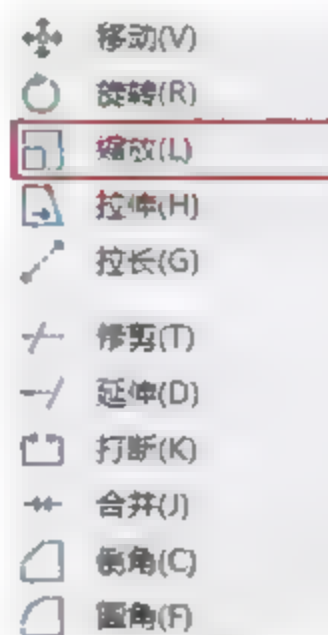 移动(V)
旋转(R)
缩放(L)
拉伸(H)
拉长(G)
修剪(T)
延伸(D)
打断(K)
合并(J)
倒角(C)
圆角(F)